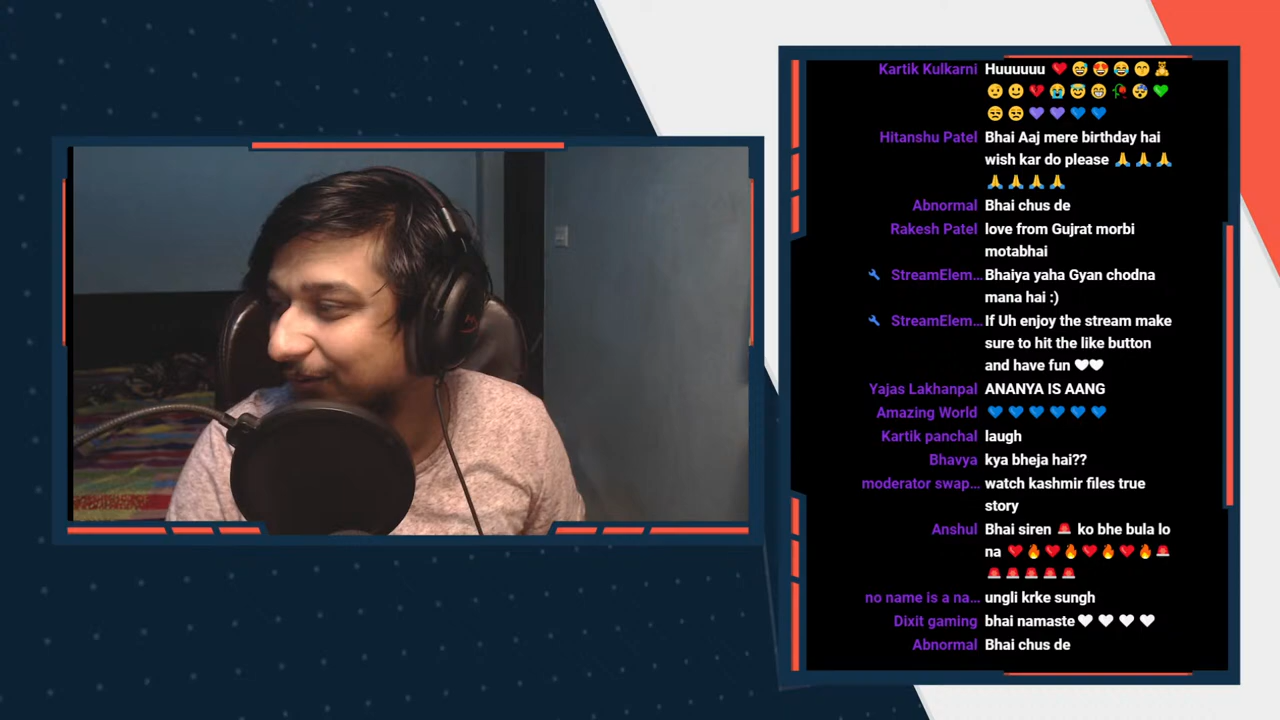 Kartik Kulkarni Huuuuuu ❤️ 😅 😍 😂 😙 🧸
😟 🙂 💔 😭 😇 😁 🥀 😴 💚
😒 😒 💜 💜 💙 💙
Hitanshu Patel Bhai Aaj mere birthday hai
wish kar do please 🙏 🙏 🙏
🙏 🙏 🙏 🙏
Abnormal Bhai chus de
Rakesh Patel love from Gujrat morbi
motabhai
StreamElem... Bhaiya yaha Gyan chodna
mana hai :)
StreamElem... If Uh enjoy the stream make
sure to hit the like button
and have fun 🤍🤍
Yajas Lakhanpal ANANYA IS AANG
Amazing World 💙 💙 💙 💙 💙 💙
Kartik panchal laugh
Bhavya kya bheja hai??
moderator swap... watch kashmir files true
story
Anshul Bhai siren 🚨 ko bhe bula lo
na ❤️🔥❤️🔥❤️🔥❤️🔥🚨
🚨🚨🚨🚨🚨
no name is a na... ungli krke sungh
Dixit gaming bhai namaste🤍 🤍 🤍 🤍
Abnormal Bhai chus de